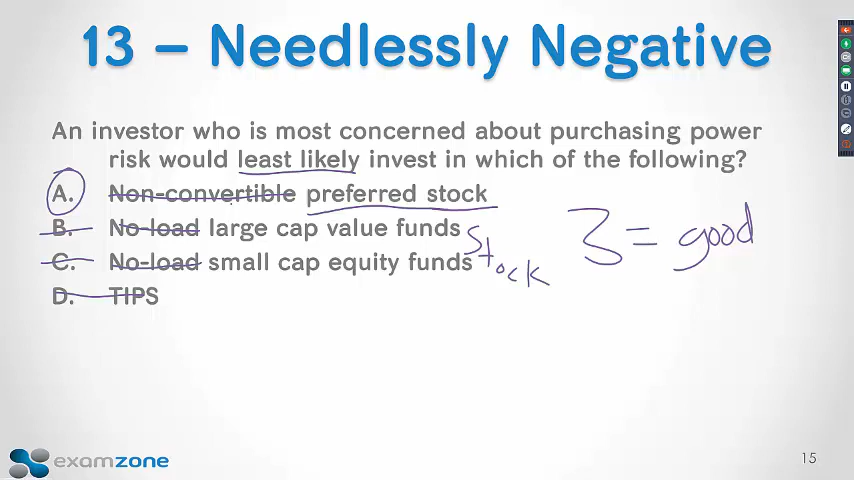 13 – Needlessly Negative
An investor who is most concerned about purchasing power
risk would least likely invest in which of the following?
A. Non-convertible preferred stock
B. No-load large cap value funds
C. No-load small cap equity funds
D. TIPS
Stock
3 = good
examzone
15